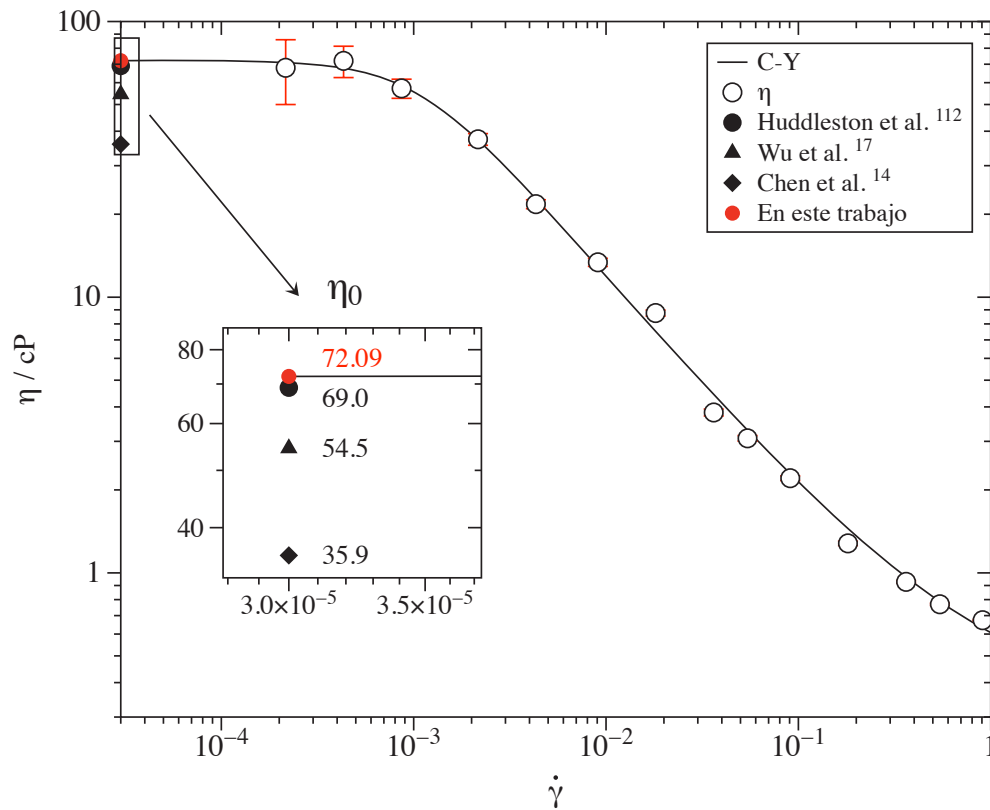 100
10
1
η / cP
C-Y
η
Huddleston et al. 112
Wu et al. 17
Chen et al. 14
En este trabajo
η0
80
60
40
72.09
69.0
54.5
35.9
3.0×10−5 3.5×10−5
10−4 10−3 10−2 10−1 1
γ̇